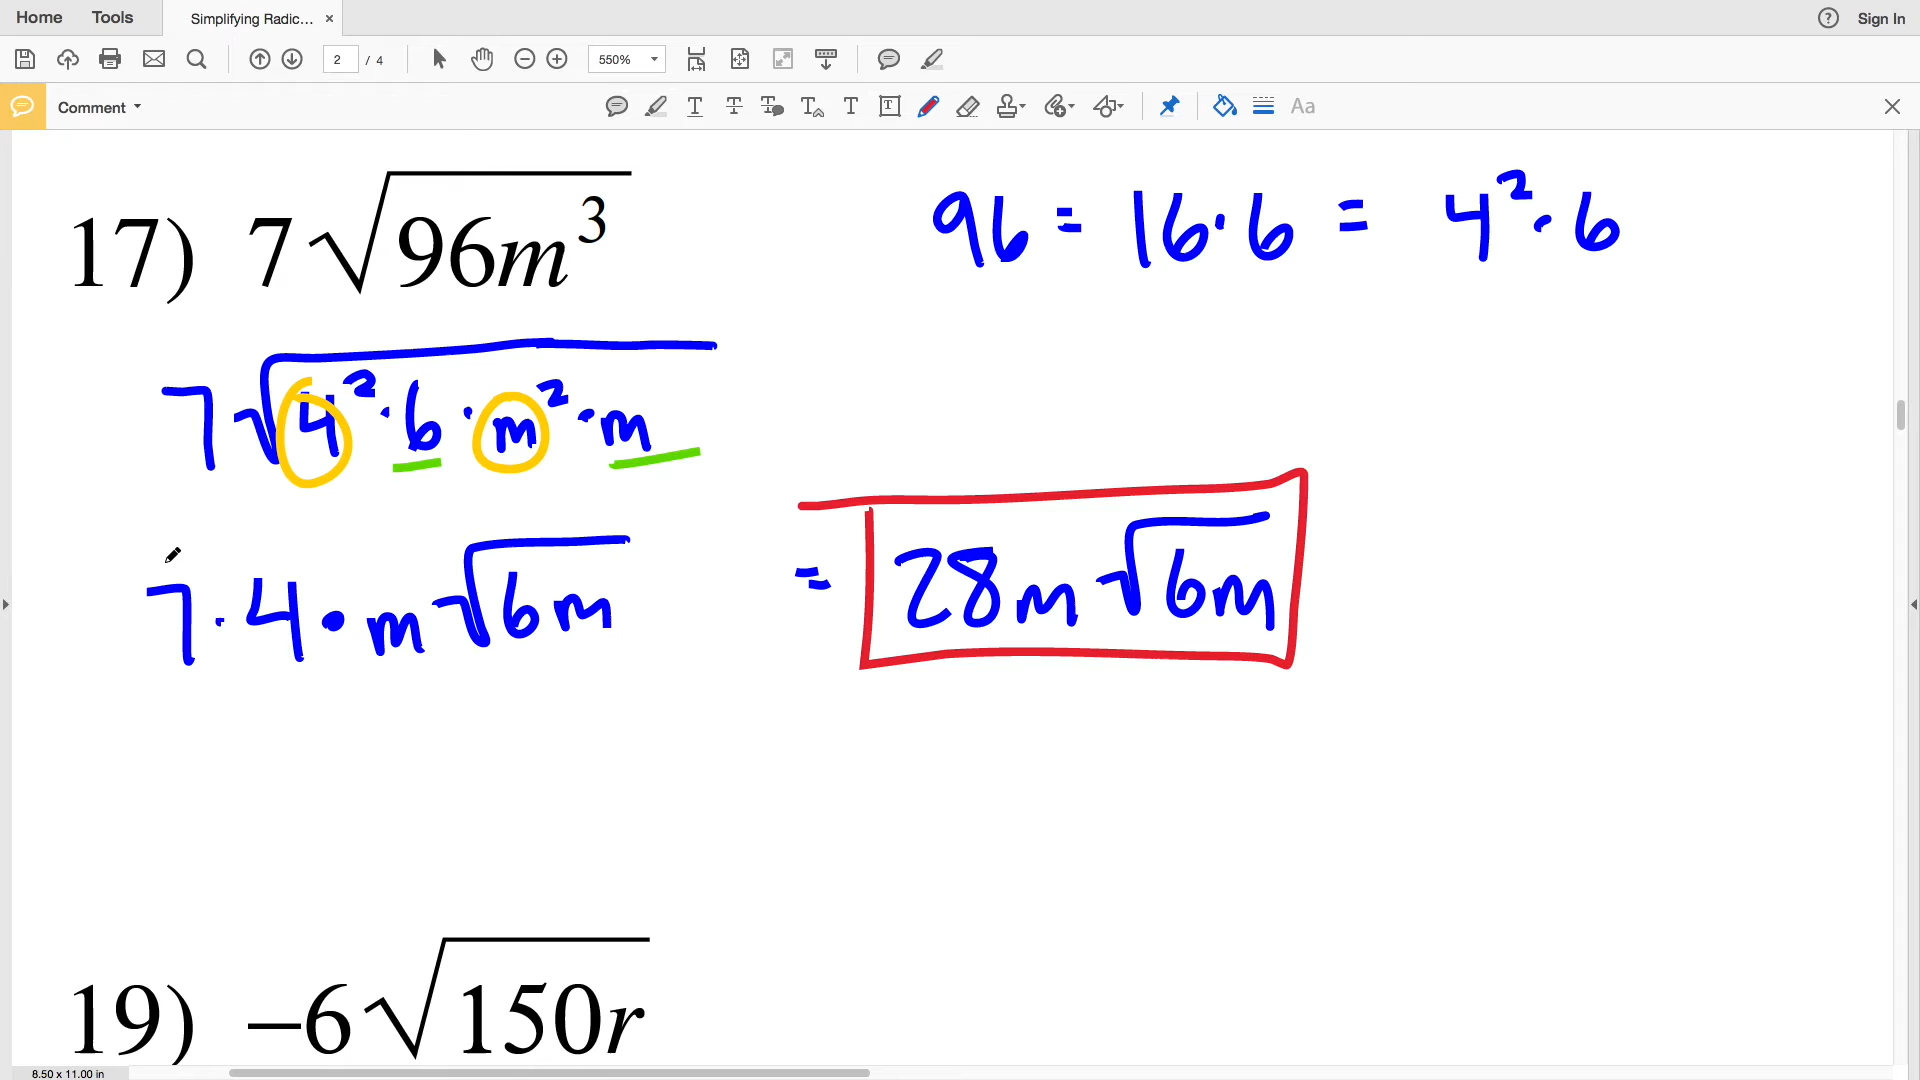 Home Tools Simplifying Radic... × Sign In
2 / 4 550%
Comment Aa
17) 7√96m³
96 = 16·6 = 4²·6
7√4²·6·m²·m
7·4·m√6m = 28m√6m
19) –6√150r
8.50 x 11.00 in